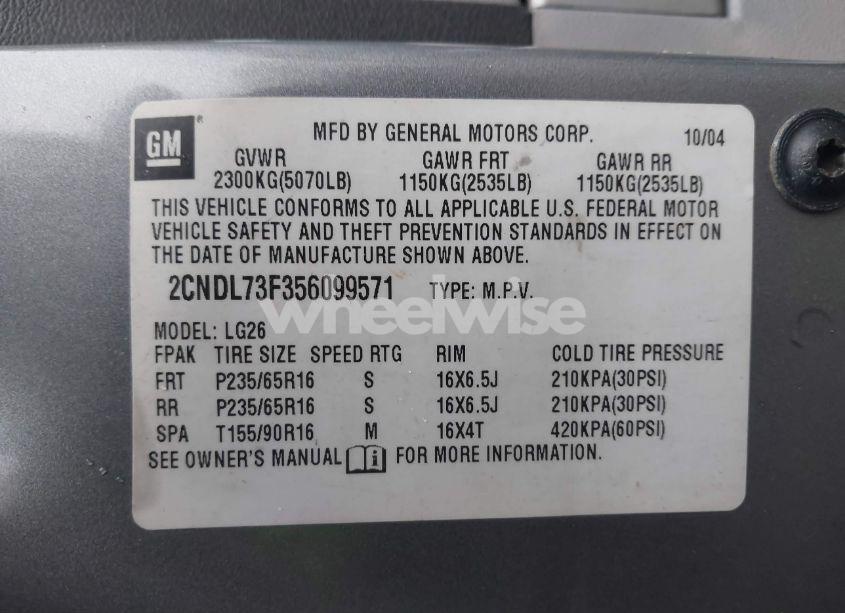 GM
MFD BY GENERAL MOTORS CORP. 10/04
GVWR GAWR FRT GAWR RR
2300KG(5070LB) 1150KG(2535LB) 1150KG(2535LB)
THIS VEHICLE CONFORMS TO ALL APPLICABLE U.S. FEDERAL MOTOR
VEHICLE SAFETY AND THEFT PREVENTION STANDARDS IN EFFECT ON
THE DATE OF MANUFACTURE SHOWN ABOVE.
2CNDL73F356099571 TYPE: M.P.V.
wheelwise
MODEL: LG26
FPAK TIRE SIZE SPEED RTG RIM COLD TIRE PRESSURE
FRT P235/65R16 S 16X6.5J 210KPA(30PSI)
RR P235/65R16 S 16X6.5J 210KPA(30PSI)
SPA T155/90R16 M 16X4T 420KPA(60PSI)
SEE OWNER'S MANUAL i FOR MORE INFORMATION.